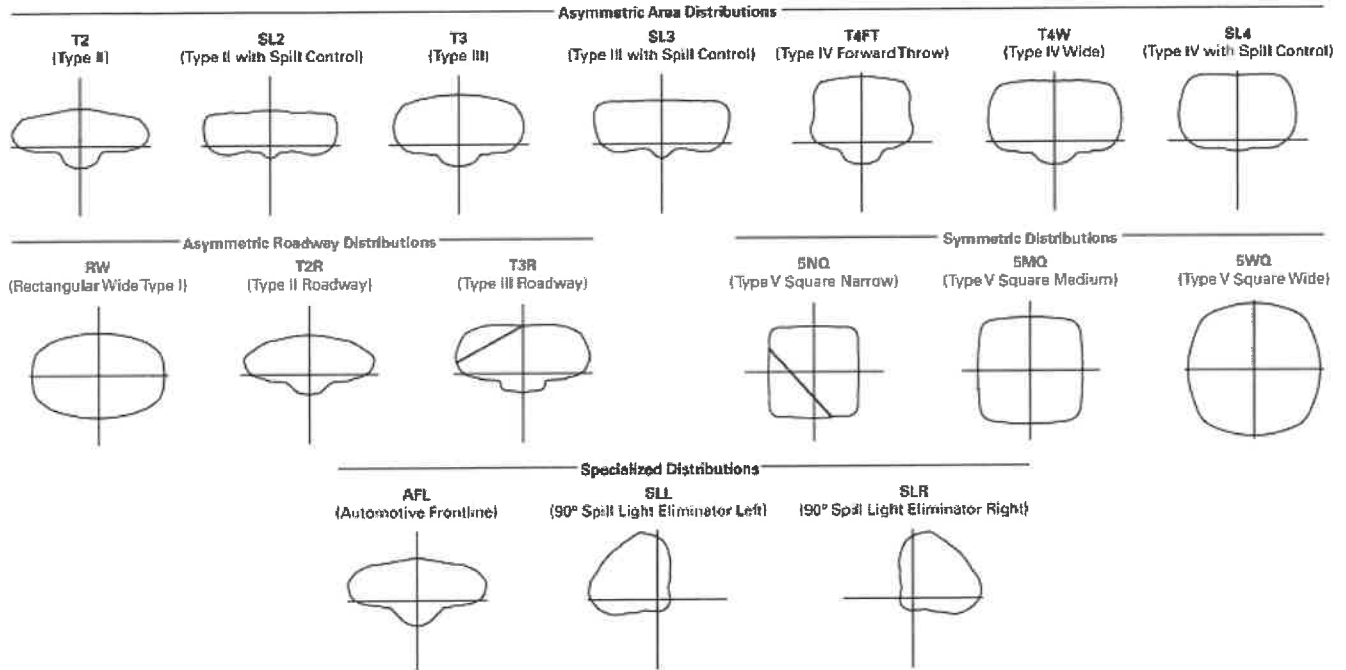 Asymmetric Area Distributions
T2 SL2 T3 SL3 T4FT T4W SL4
(Type II) (Type II with Spill Control) (Type III) (Type III with Spill Control) (Type IV Forward Throw) (Type IV Wide) (Type IV with Spill Control)
Asymmetric Roadway Distributions Symmetric Distributions
RW T2R T3R 5NQ 5MQ 5WQ
(Rectangular Wide Type I) (Type II Roadway) (Type III Roadway) (Type V Square Narrow) (Type V Square Medium) (Type V Square Wide)
Specialized Distributions
AFL SLL SLR
(Automotive Frontline) (90° Spill Light Eliminator Left) (90° Spill Light Eliminator Right)